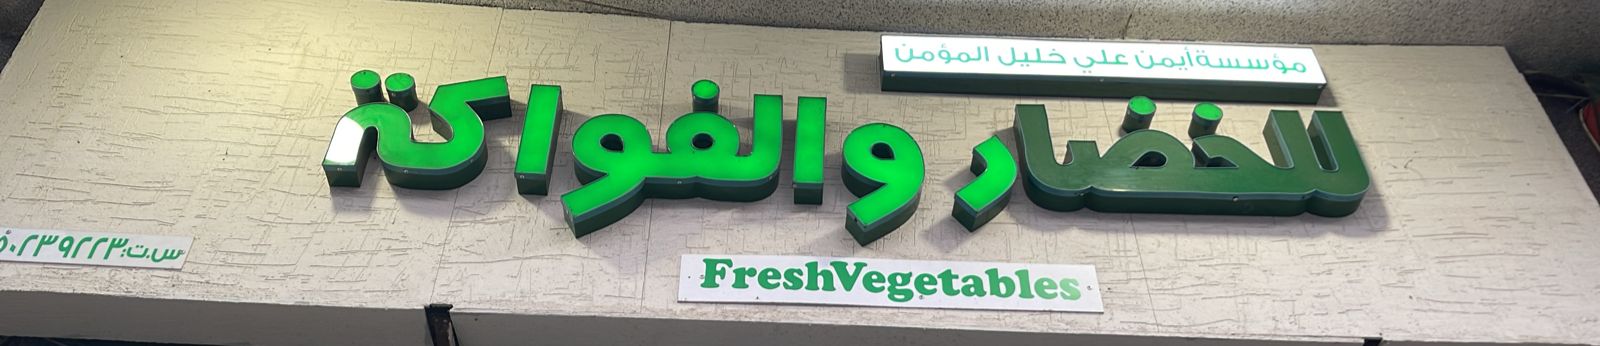 مؤسسة أيمن علي خليل المؤمن
للخضار والفواكة
FreshVegetables
س.ت: